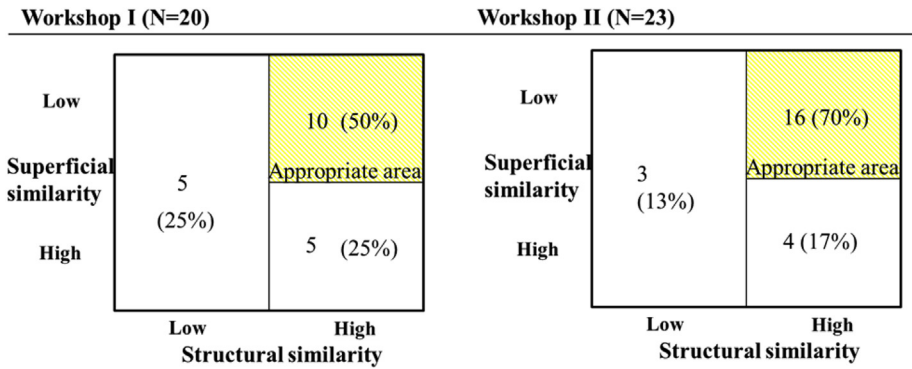 Workshop I (N=20)
Low
Superficial
similarity
High
10 (50%)
Appropriate area
5
(25%)
5 (25%)
Low High
Structural similarity
Workshop II (N=23)
Low
Superficial
similarity
High
16 (70%)
Appropriate area
3
(13%)
4 (17%)
Low High
Structural similarity